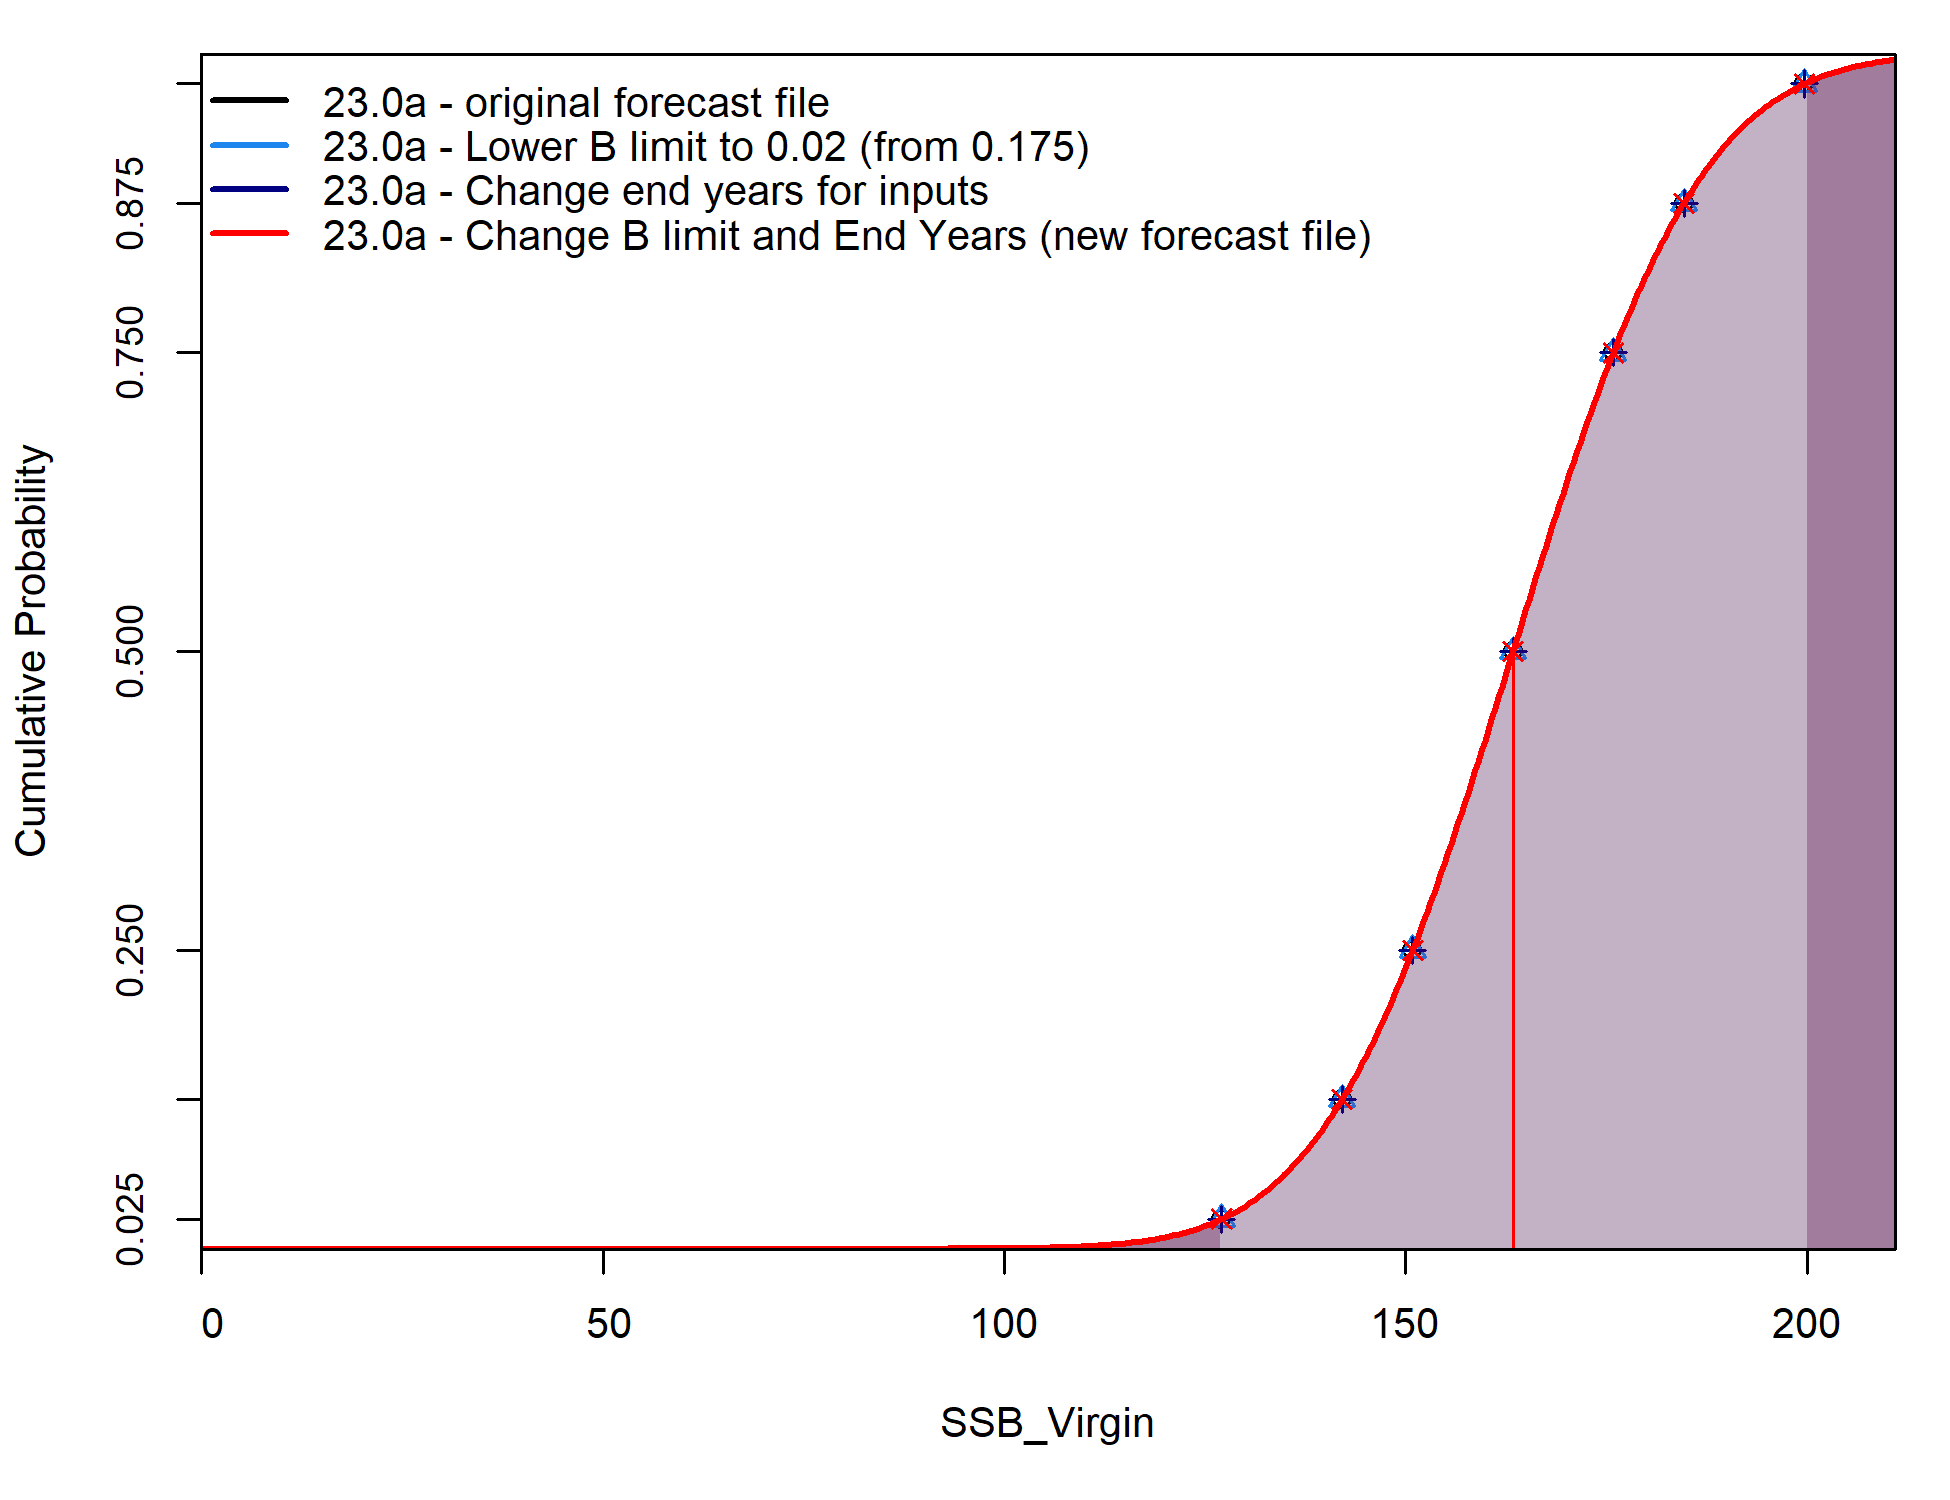 23.0a - original forecast file
23.0a - Lower B limit to 0.02 (from 0.175)
23.0a - Change end years for inputs
23.0a - Change B limit and End Years (new forecast file)
Cumulative Probability
0.875
0.750
0.500
0.250
0.025
0 50 100 150 200
SSB_Virgin